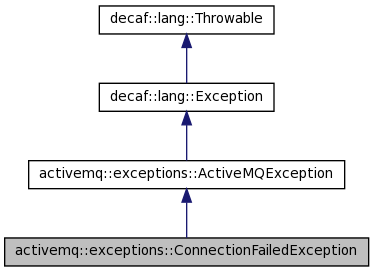 decaf::lang::Throwable
decaf::lang::Exception
activemq::exceptions::ActiveMQException
activemq::exceptions::ConnectionFailedException